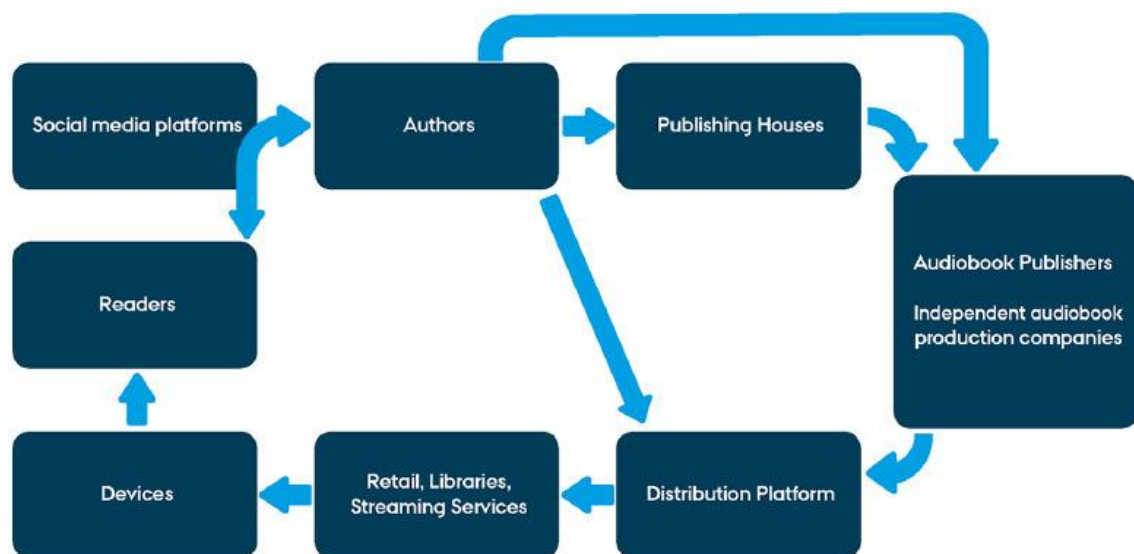 Social media platforms
Authors
Publishing Houses
Audiobook Publishers
Independent audiobook
production companies
Readers
Devices
Retail, Libraries,
Streaming Services
Distribution Platform